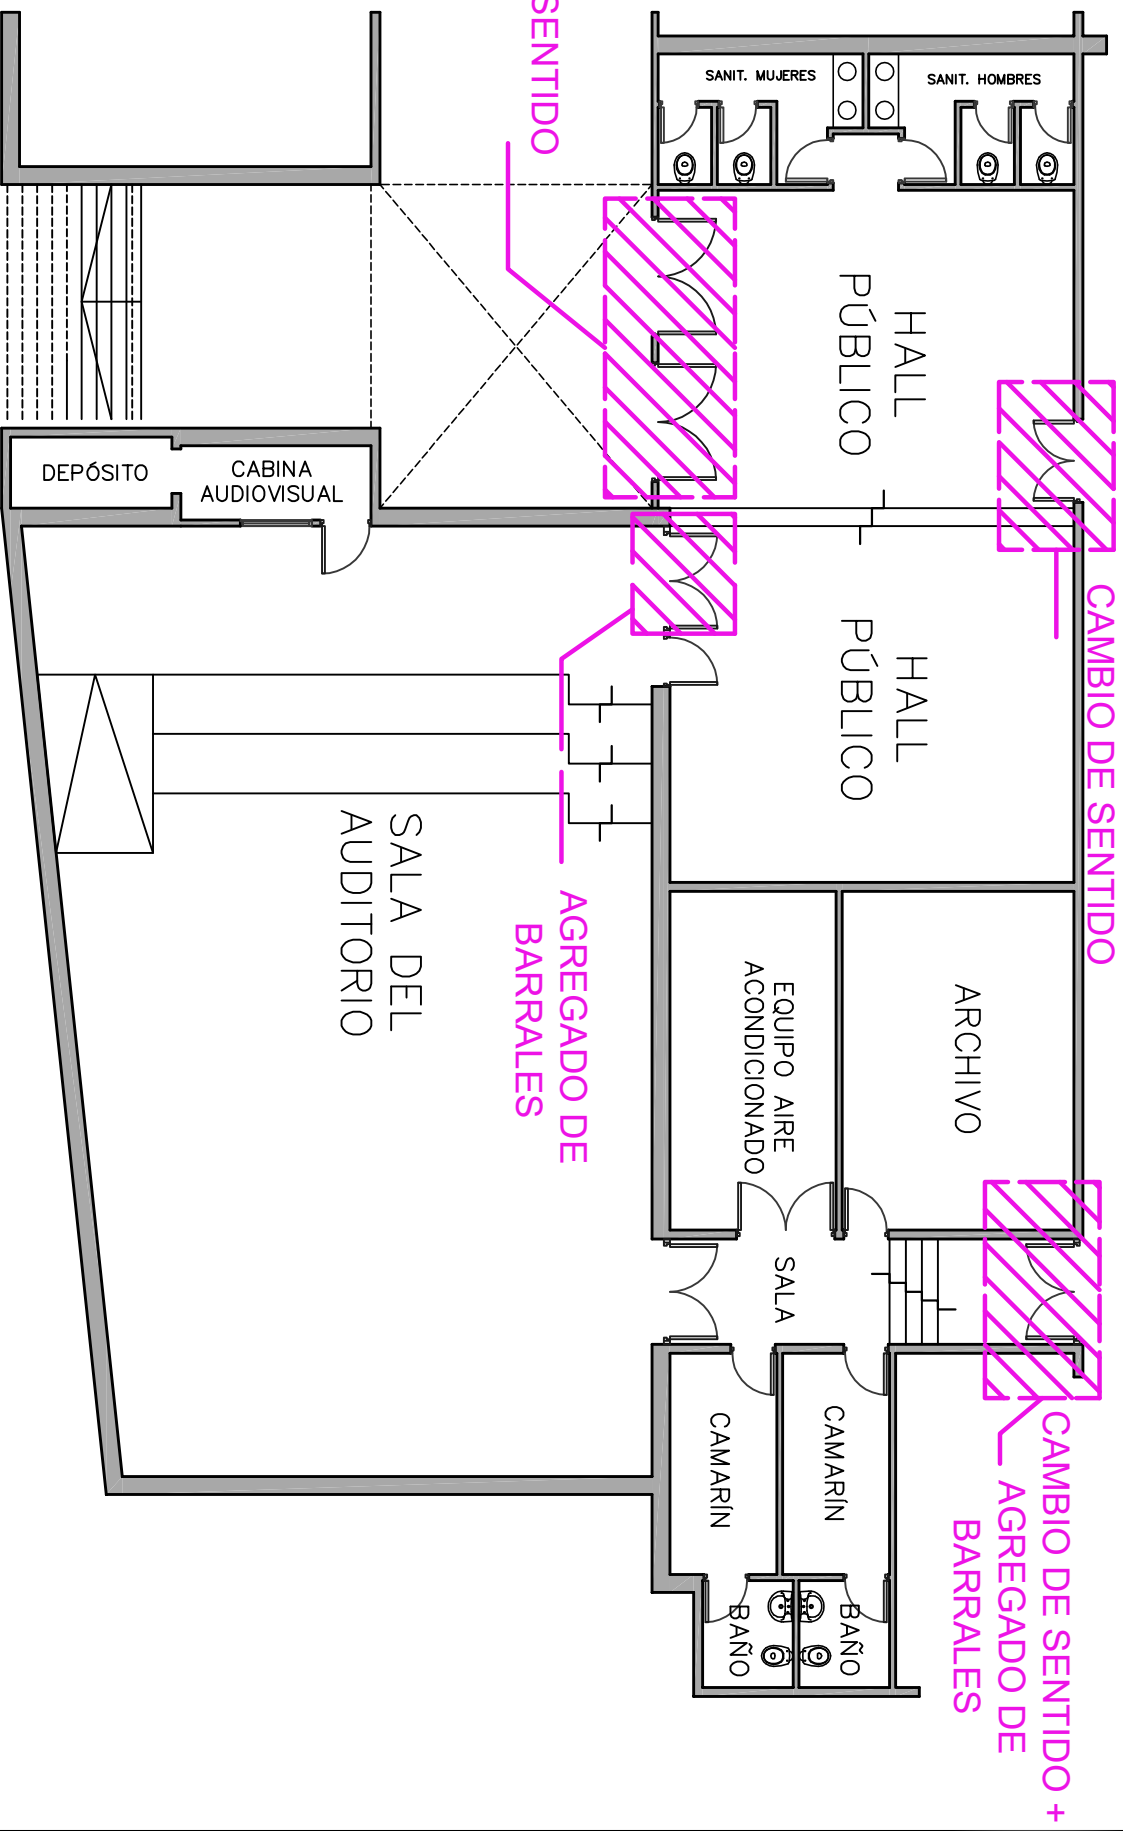 SENTIDO
SANIT. MUJERES
SANIT. HOMBRES
HALL
PÚBLICO
DEPÓSITO
CABINA
AUDIOVISUAL
CAMBIO DE SENTIDO
HALL
PÚBLICO
SALA DEL
AUDITORIO
AGREGADO DE
BARRALES
EQUIPO AIRE
ACONDICIONADO
ARCHIVO
SALA
CAMARÍN
CAMARÍN
CAMBIO DE SENTIDO +
AGREGADO DE
BARRALES
BAÑO
BAÑO